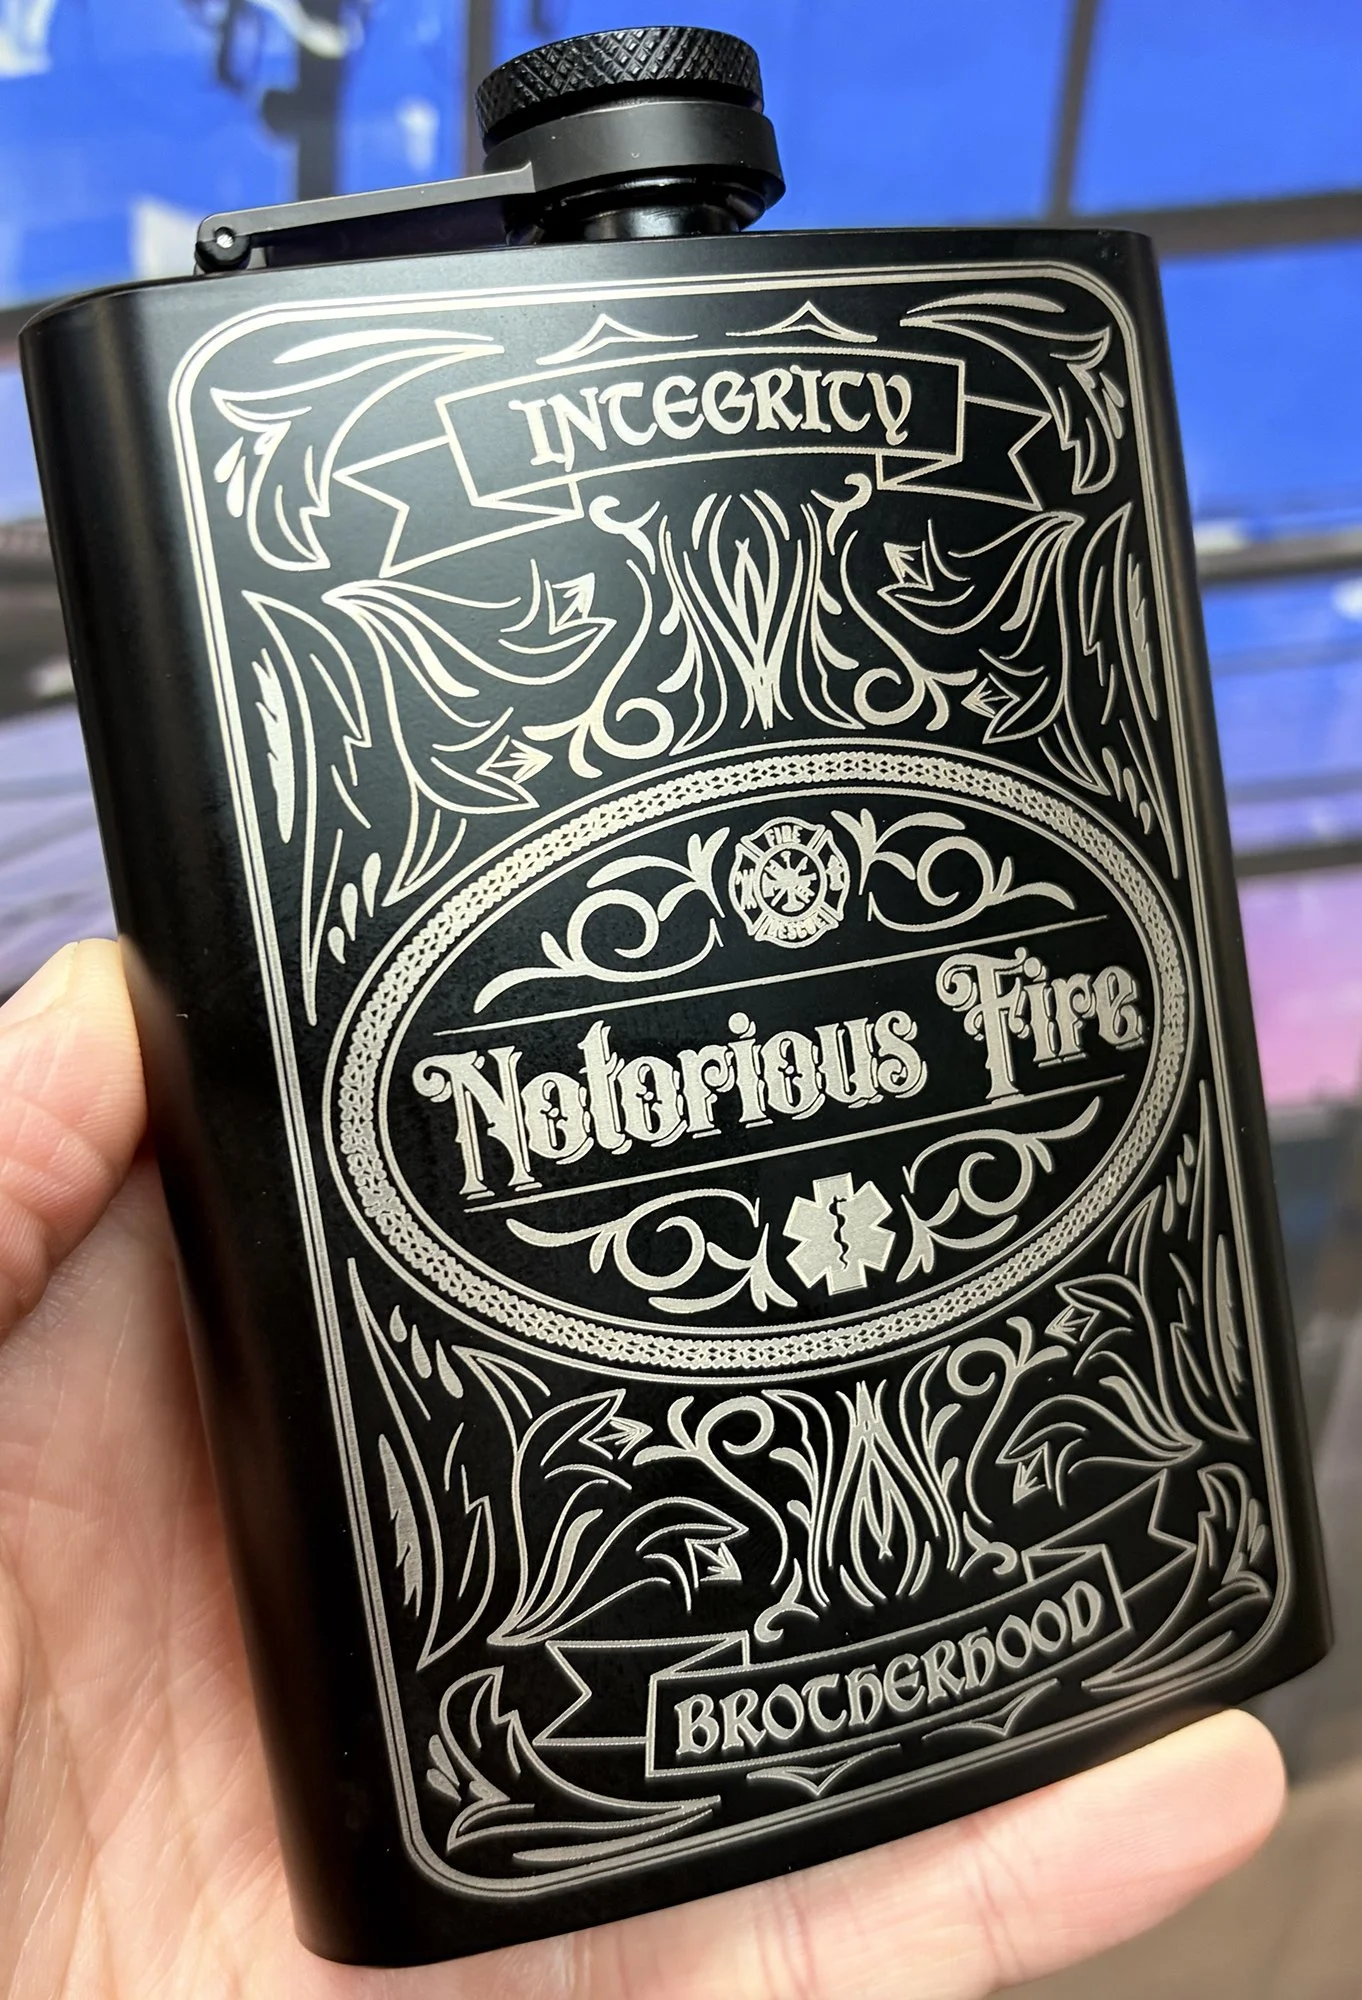 INTEGRITY
FIRE
RESCUE
Notorious Fire
BROTHERHOOD